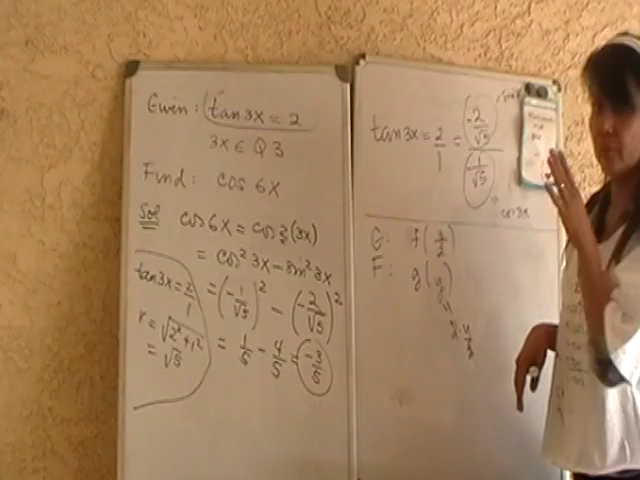 Given: tan 3x = 2
3x ∈ Q3
Find: cos 6x
Sol cos 6x = cos 2(3x)
= cos² 3x - sin² 3x
= (-1/√5)² - (-2/√5)²
= 1/5 - 4/5 = -3/5
tan 3x = 2/1
r = √2²+1²
= √5
tan 3x = 2/1 = (-2/√5)/(-1/√5)
cos 3x
G: f(x/2)
F: g(